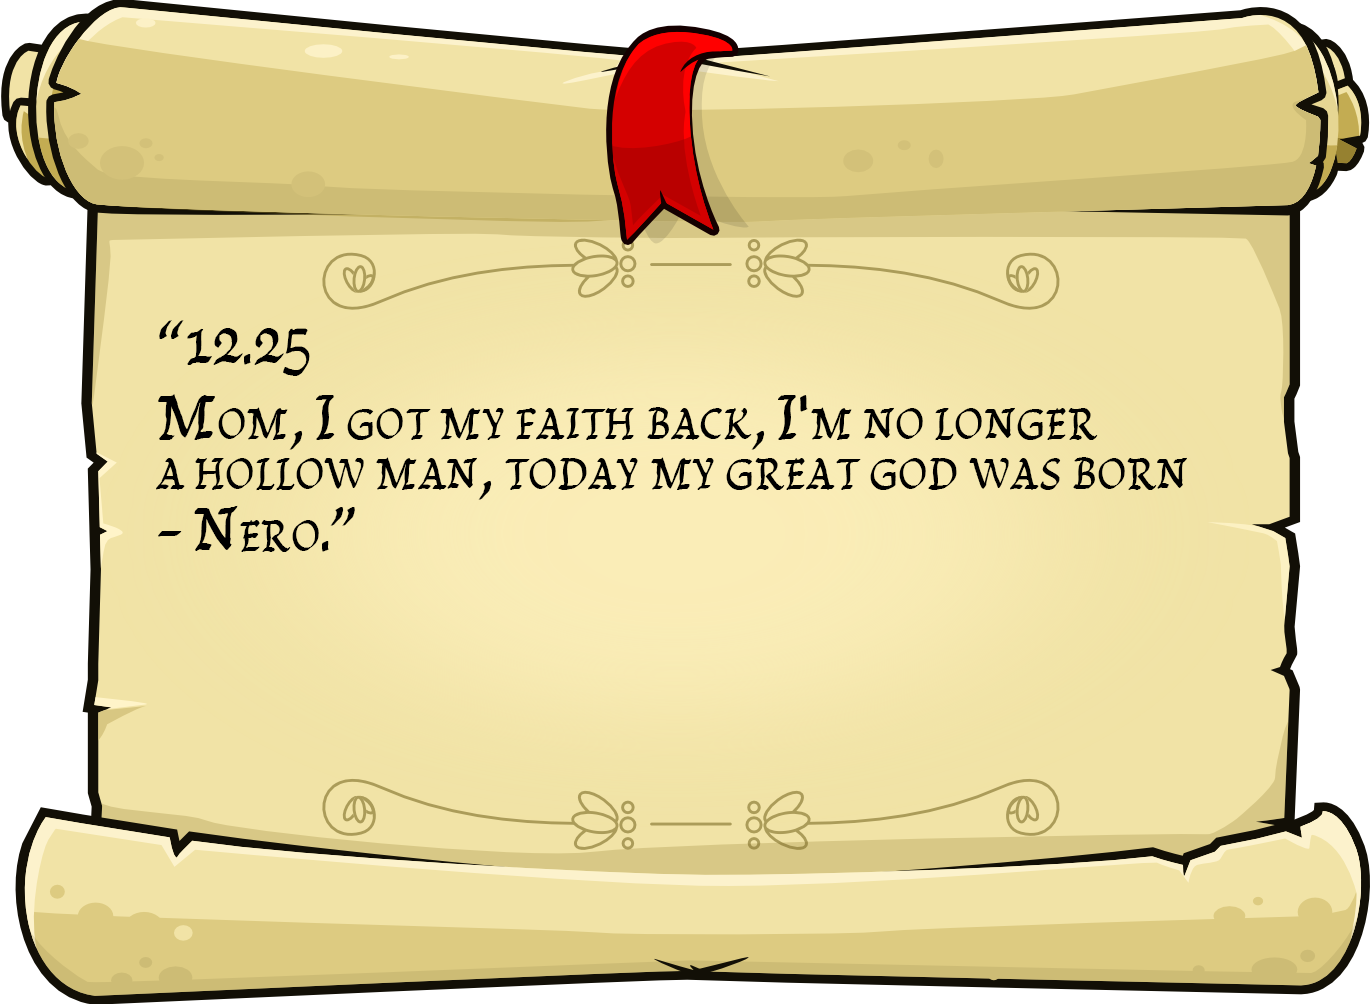 “12.25
Mom, I got my faith back, I'm no longer
a hollow man, today my great god was born
– Nero.”